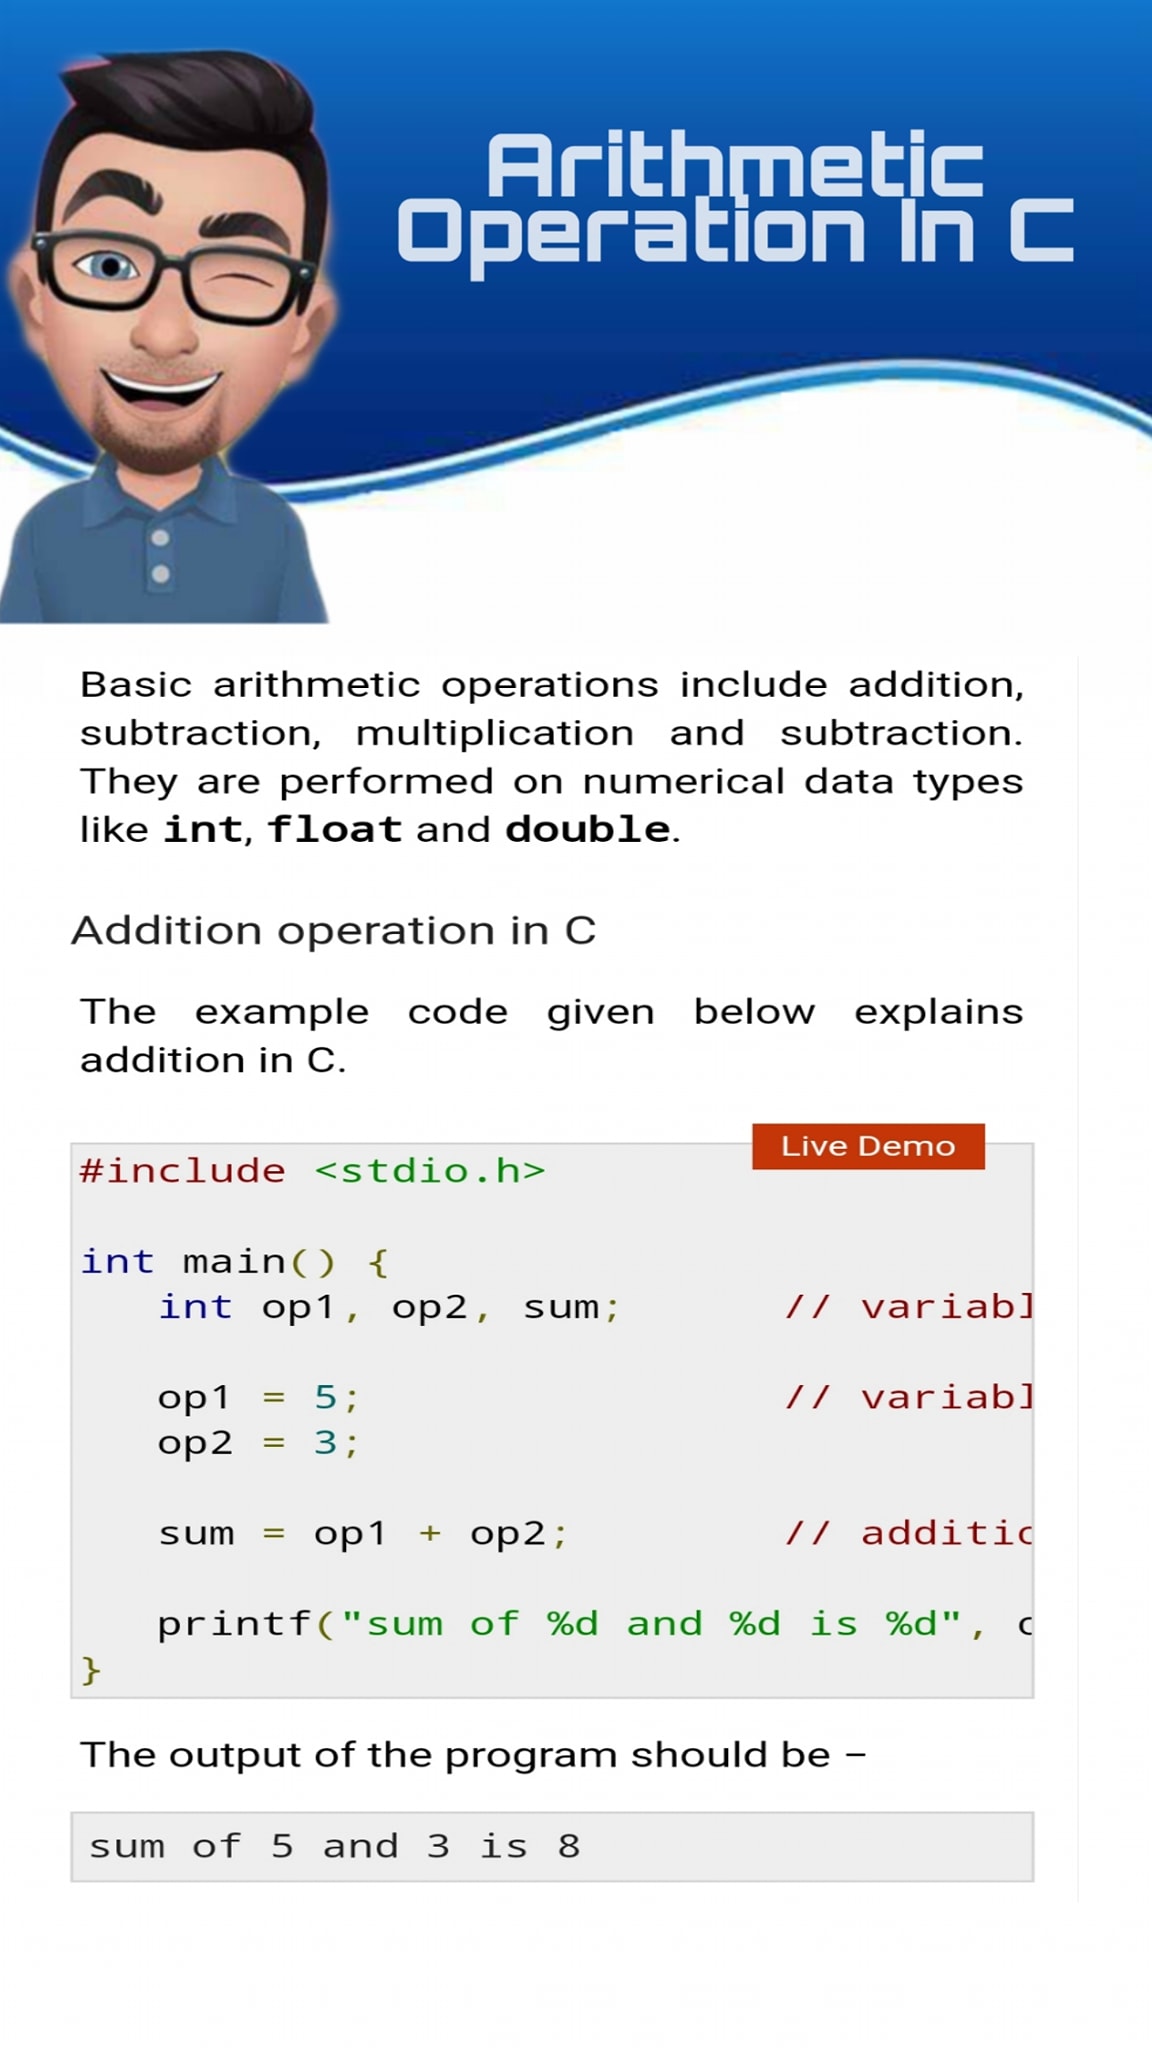 Arithmetic
Operation In C
Basic arithmetic operations include addition,
subtraction, multiplication and subtraction.
They are performed on numerical data types
like int, float and double.
Addition operation in C
The example code given below explains
addition in C.
Live Demo
#include <stdio.h>
int main() {
int op1, op2, sum; // variabl
op1 = 5; // variabl
op2 = 3;
sum = op1 + op2; // additic
printf("sum of %d and %d is %d",
}
The output of the program should be −
sum of 5 and 3 is 8